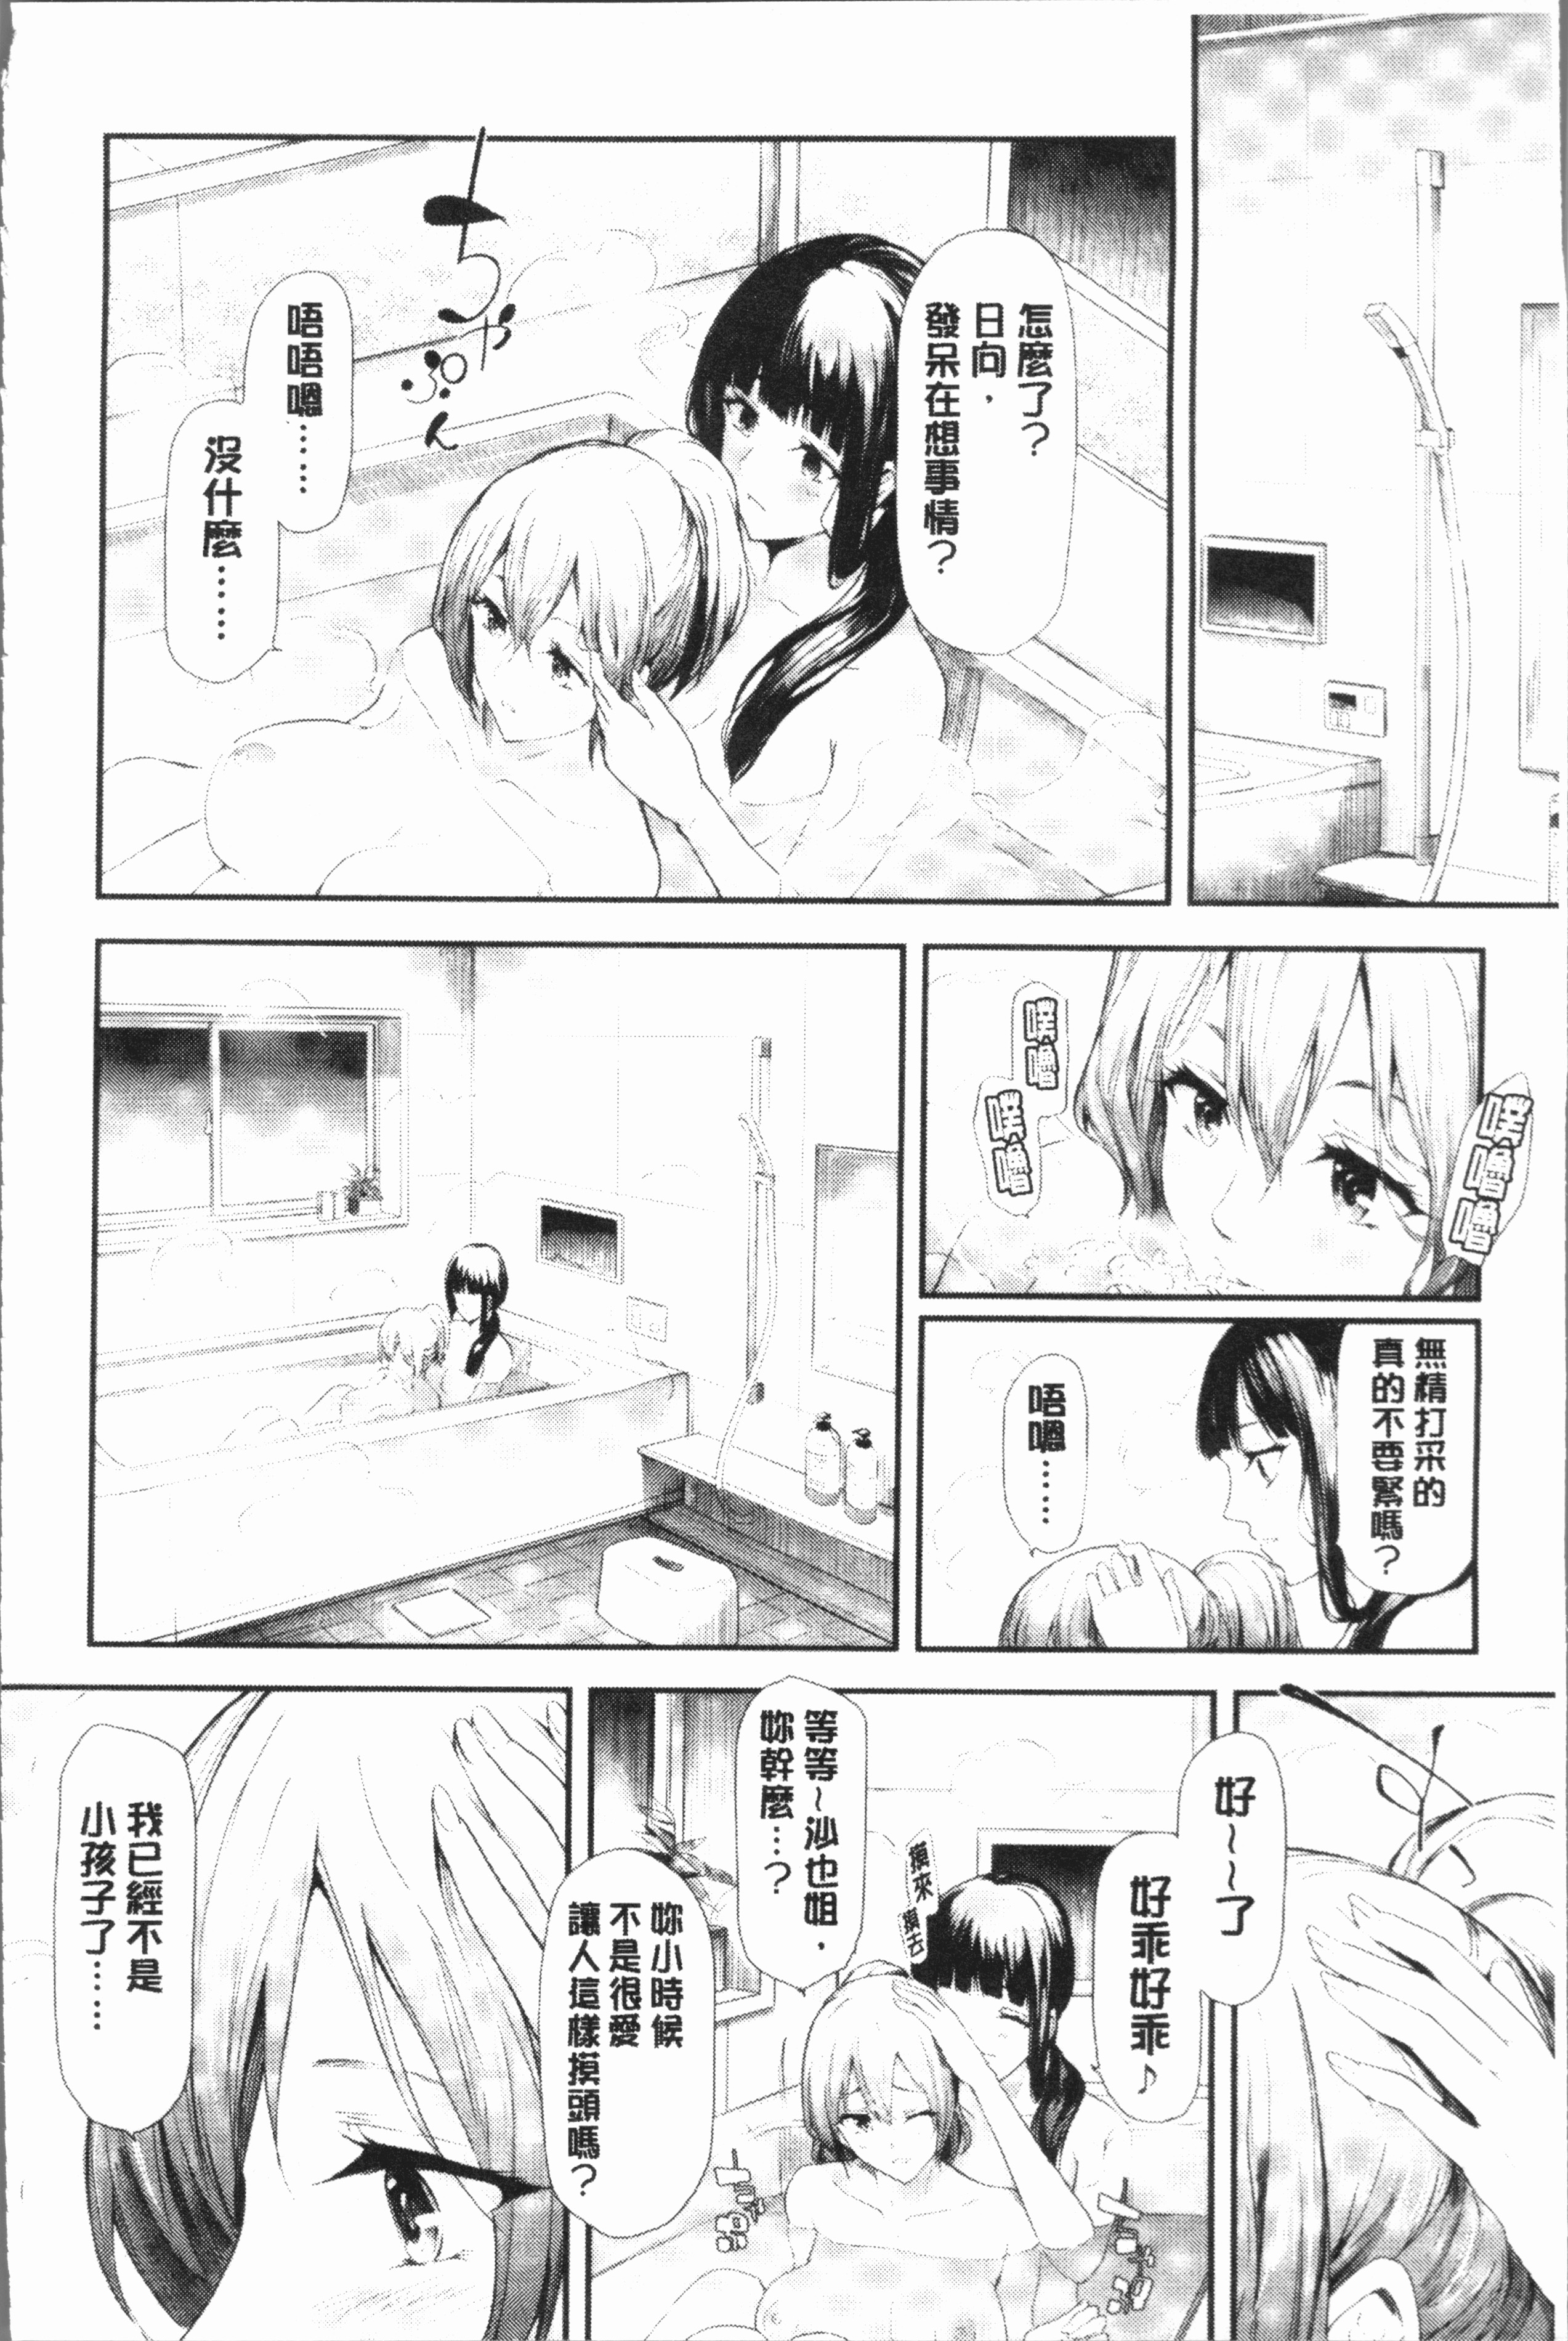 怎麼了？
日向，
發呆在想事情？
ちゃぷん
唔唔嗯……
沒什麼……
噗嚕嚕
噗嚕
噗嚕
無精打采的
真的不要緊嗎？
唔嗯……
好～～了
好乖好乖♪
摸來
摸去
等等～沙也姐，
妳幹麼…？
妳小時候
不是很愛
讓人這樣摸頭嗎？
我已經不是
小孩子了……